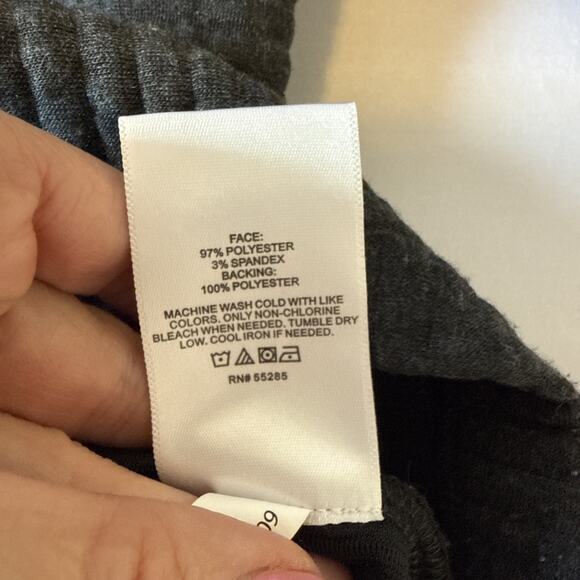 FACE:
97% POLYESTER
3% SPANDEX
BACKING:
100% POLYESTER
MACHINE WASH COLD WITH LIKE
COLORS. ONLY NON-CHLORINE
BLEACH WHEN NEEDED. TUMBLE DRY
LOW. COOL IRON IF NEEDED.
RN# 55285